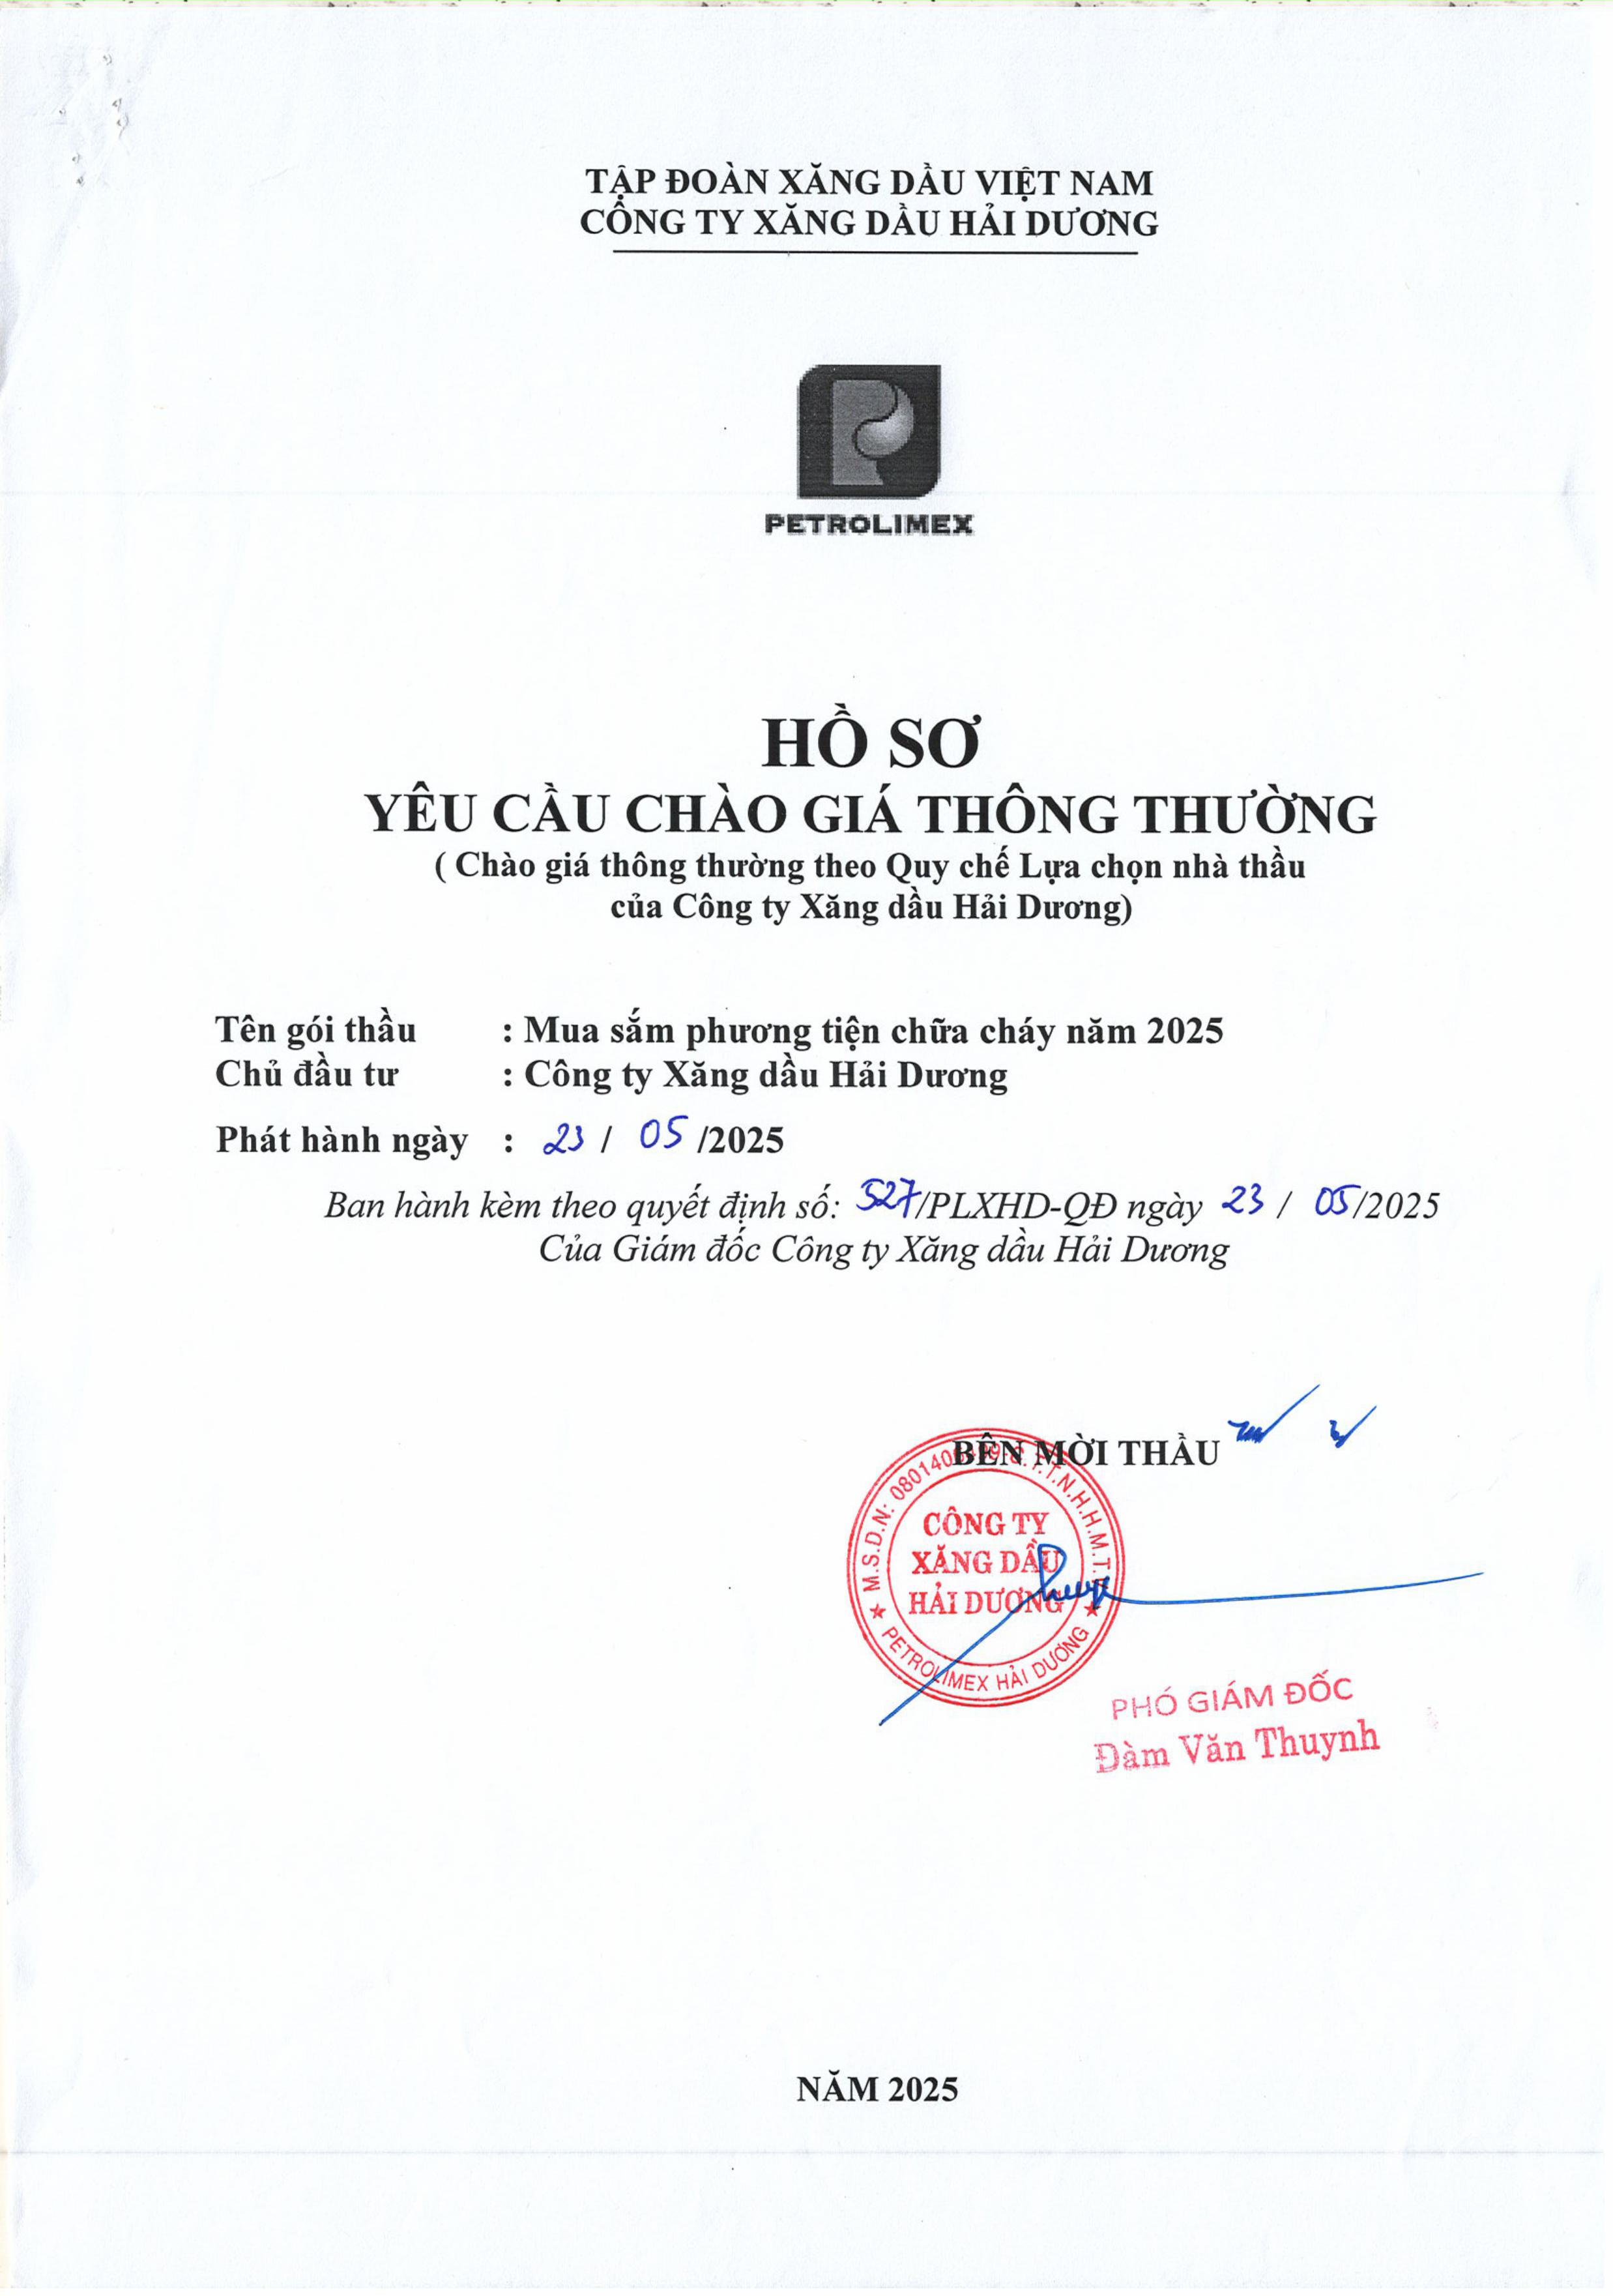 TẬP ĐOÀN XĂNG DẦU VIỆT NAM
CÔNG TY XĂNG DẦU HẢI DƯƠNG
PETROLIMEX
HỒ SƠ
YÊU CẦU CHÀO GIÁ THÔNG THƯỜNG
( Chào giá thông thường theo Quy chế Lựa chọn nhà thầu
của Công ty Xăng dầu Hải Dương)
Tên gói thầu : Mua sắm phương tiện chữa cháy năm 2025
Chủ đầu tư : Công ty Xăng dầu Hải Dương
Phát hành ngày : 23 / 05 /2025
Ban hành kèm theo quyết định số: 527/PLXHD-QĐ ngày 23 / 05/2025
Của Giám đốc Công ty Xăng dầu Hải Dương
BÊN MỜI THẦU
M.S.D.N: T.N.H.H.M.T.
CÔNG TY
XĂNG DẦU
HẢI DƯƠNG
★ PETROLIMEX HẢI DƯƠNG ★
PHÓ GIÁM ĐỐC
Đàm Văn Thuynh
NĂM 2025